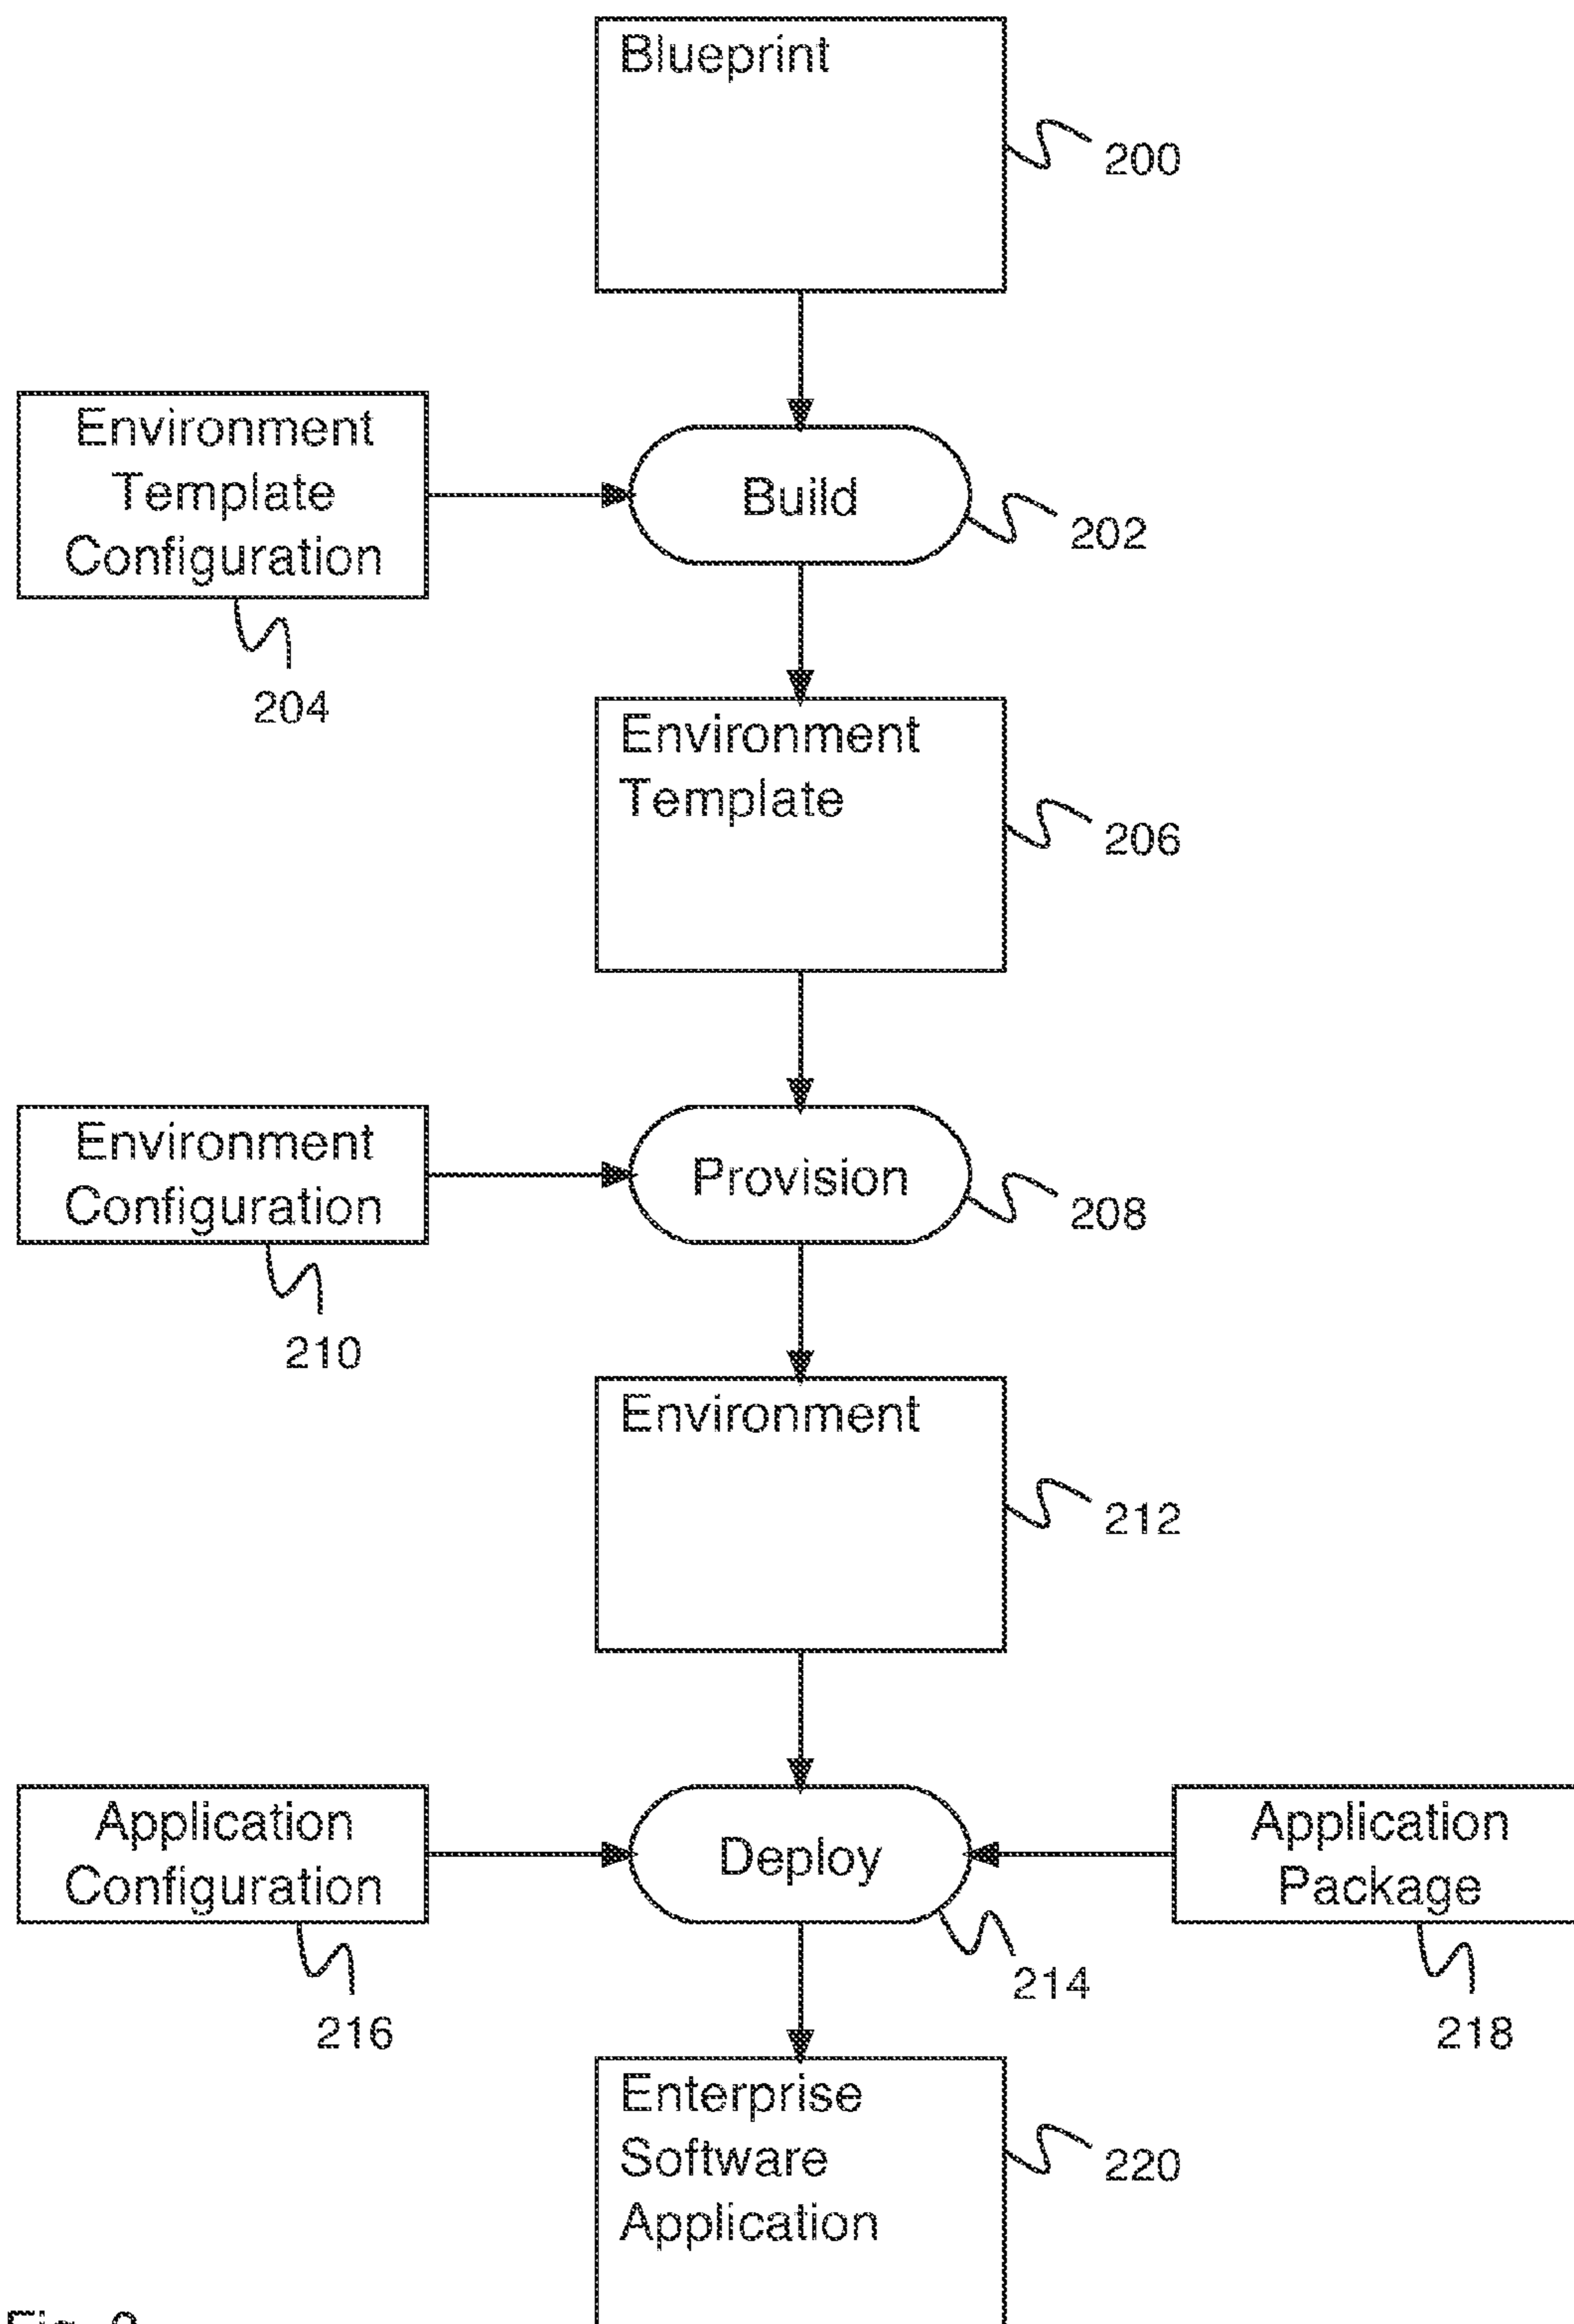 Blueprint
200
Environment
Template
Configuration
Build
202
204
Environment
Template
206
Environment
Configuration
Provision
208
210
Environment
212
Application
Configuration
Deploy
Application
Package
214
216
218
Enterprise
Software
Application
220